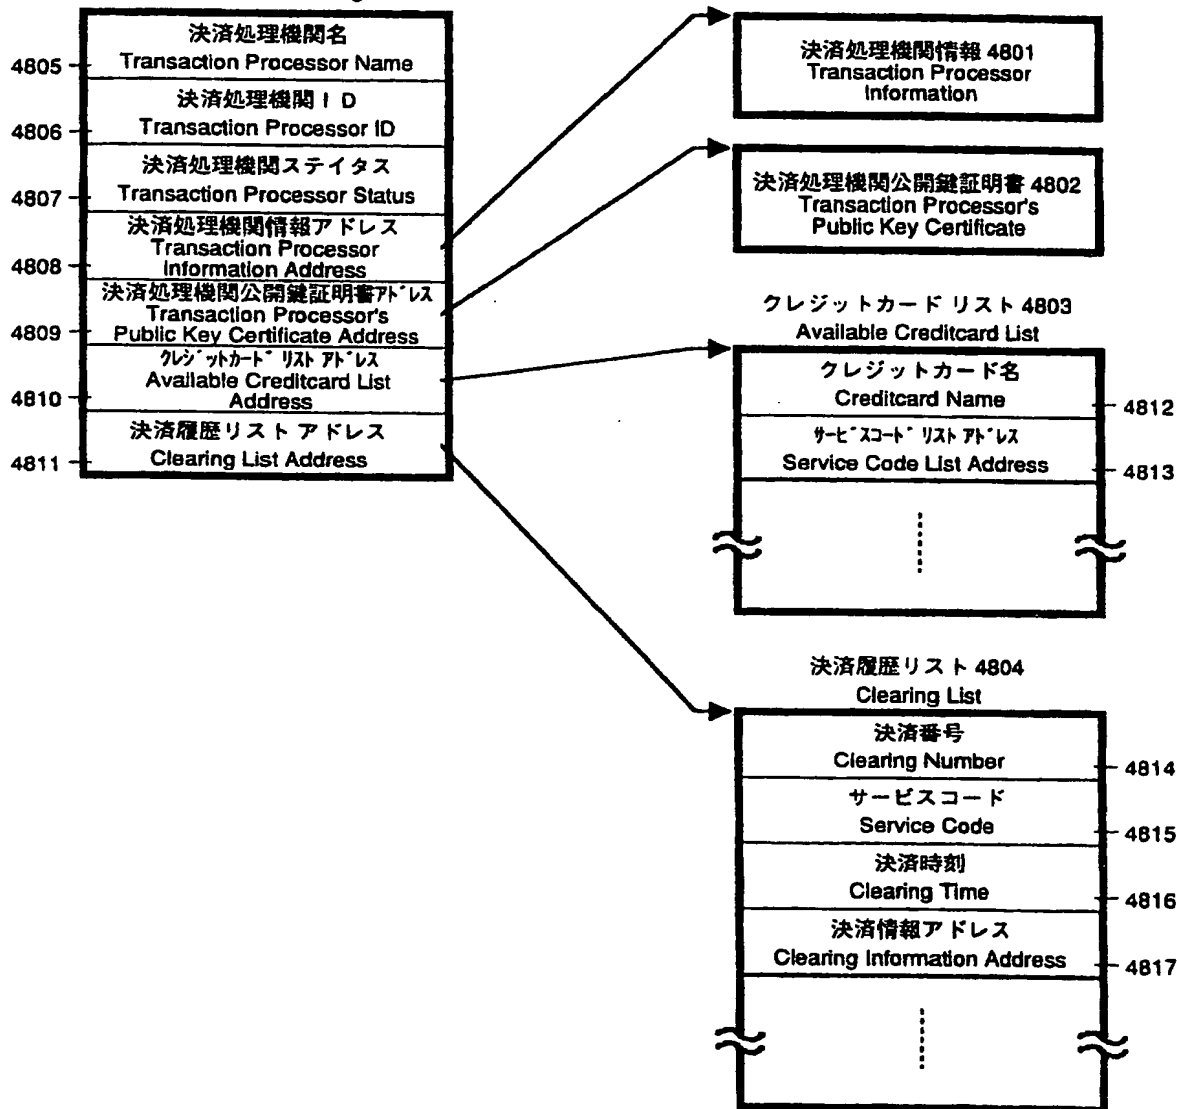 決済処理機関名
Transaction Processor Name
4805
決済処理機関ID
Transaction Processor ID
4806
決済処理機関ステイタス
Transaction Processor Status
4807
決済処理機関情報アドレス
Transaction Processor
Information Address
4808
決済処理機関公開鍵証明書アドレス
Transaction Processor's
Public Key Certificate Address
4809
クレジットカード リスト アドレス
Available Creditcard List
Address
4810
決済履歴リスト アドレス
Clearing List Address
4811
決済処理機関情報 4801
Transaction Processor
Information
決済処理機関公開鍵証明書 4802
Transaction Processor's
Public Key Certificate
クレジットカード リスト 4803
Available Creditcard List
クレジットカード名
Creditcard Name
4812
サービスコード リスト アドレス
Service Code List Address
4813
決済履歴リスト 4804
Clearing List
決済番号
Clearing Number
4814
サービスコード
Service Code
4815
決済時刻
Clearing Time
4816
決済情報アドレス
Clearing Information Address
4817